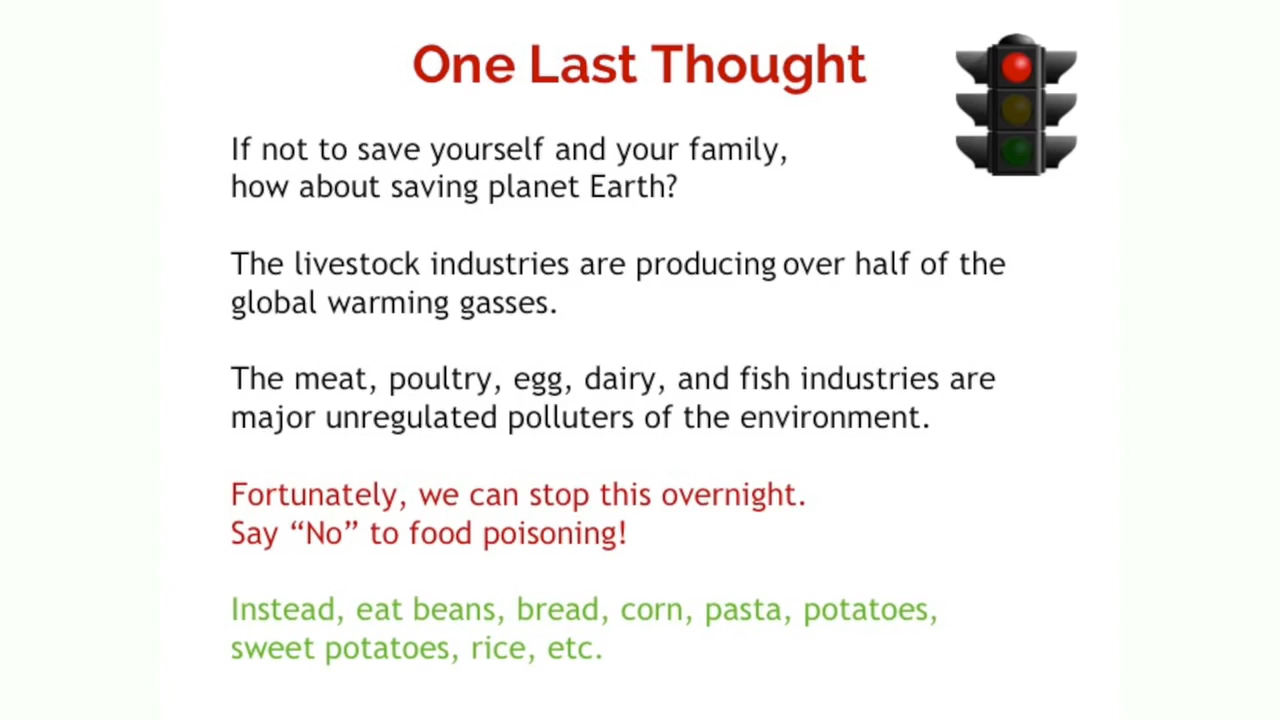 One Last Thought
If not to save yourself and your family,
how about saving planet Earth?
The livestock industries are producing over half of the
global warming gasses.
The meat, poultry, egg, dairy, and fish industries are
major unregulated polluters of the environment.
Fortunately, we can stop this overnight.
Say “No” to food poisoning!
Instead, eat beans, bread, corn, pasta, potatoes,
sweet potatoes, rice, etc.